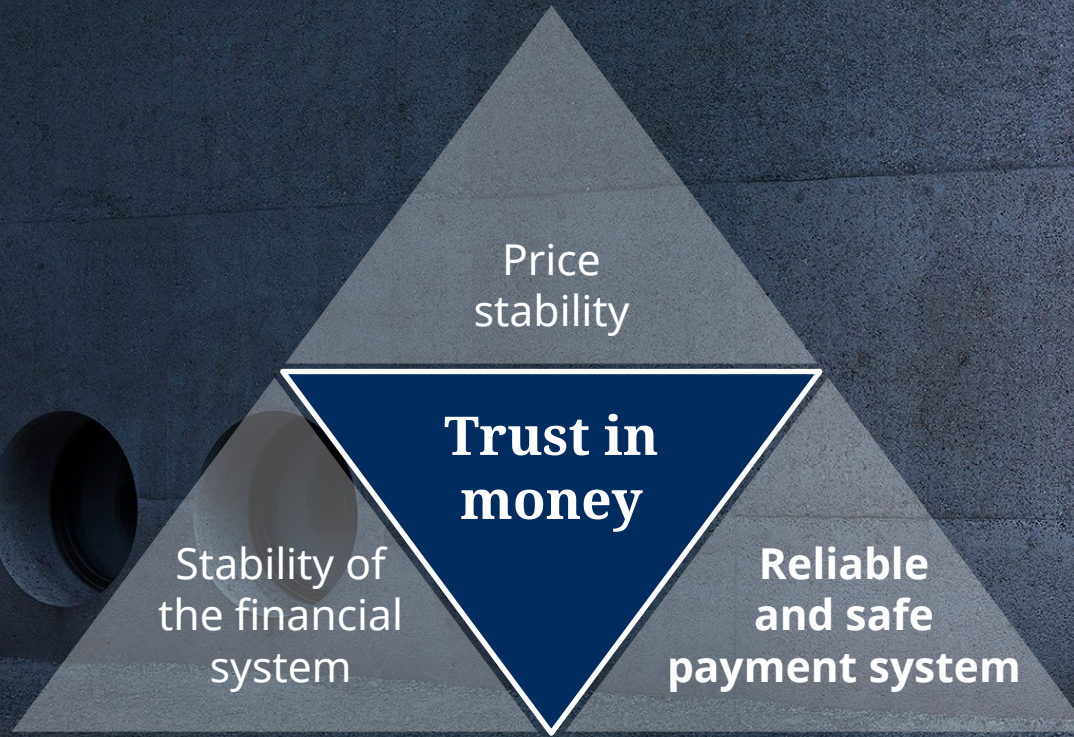 Price
stability
Trust in
money
Stability of
the financial
system
Reliable
and safe
payment system